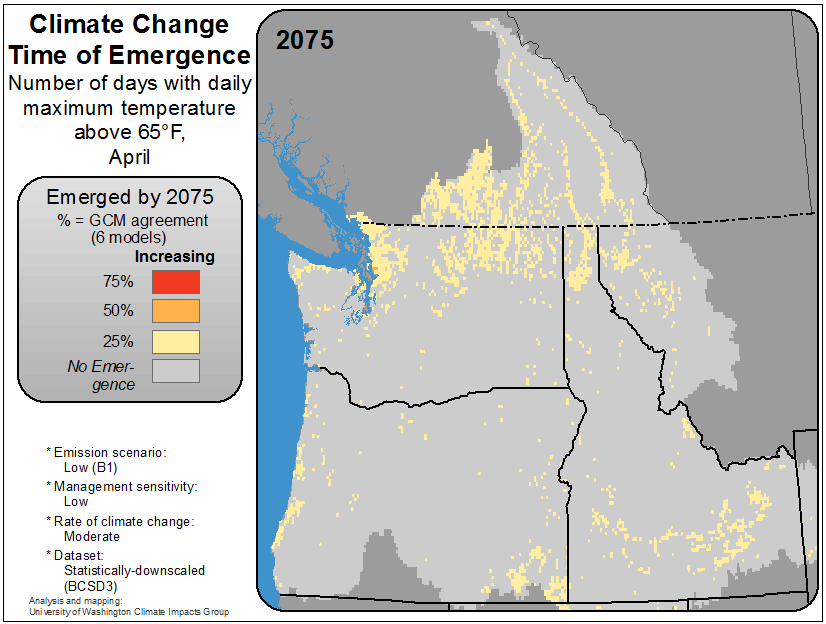 Climate Change
Time of Emergence
Number of days with daily
maximum temperature
above 65°F,
April
2075
Emerged by 2075
% = GCM agreement
(6 models)
Increasing
75%
50%
25%
No Emer-
gence
* Emission scenario:
Low (B1)
* Management sensitivity:
Low
* Rate of climate change:
Moderate
* Dataset:
Statistically-downscaled
(BCSD3)
Analysis and mapping:
University of Washington Climate Impacts Group